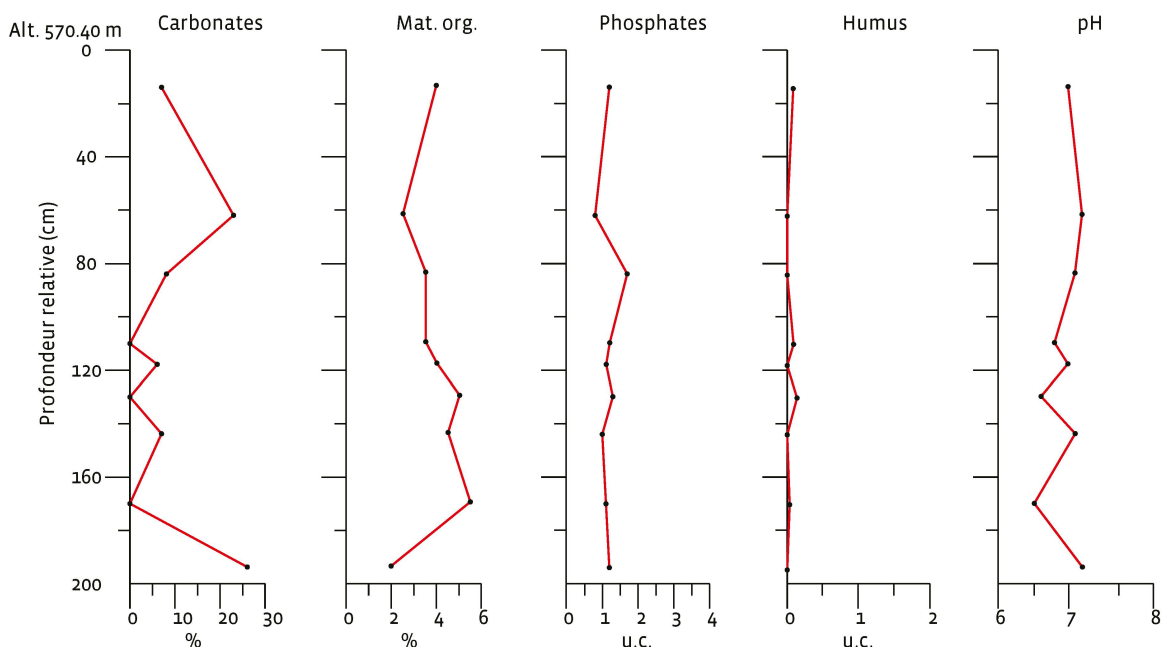 Alt. 570.40 m
Carbonates
Mat. org.
Phosphates
Humus
pH
Profondeur relative (cm)
0
40
80
120
160
200
0 10 20 30
%
0 2 4 6
%
0 1 2 3 4
u.c.
0 1 2
u.c.
6 7 8